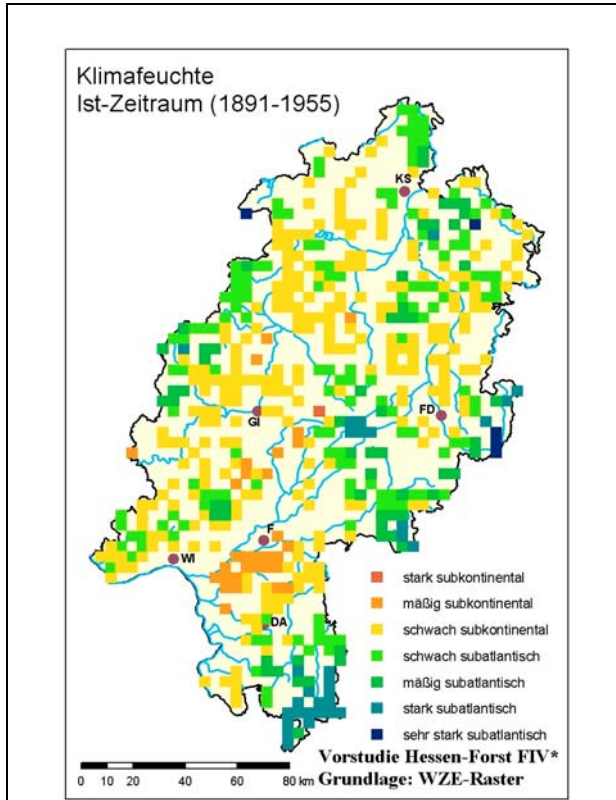 Klimafeuchte
Ist-Zeitraum (1891-1955)
KS
GI
FD
F
WI
DA
stark subkontinental
mäßig subkontinental
schwach subkontinental
schwach subatlantisch
mäßig subatlantisch
stark subatlantisch
sehr stark subatlantisch
Vorstudie Hessen-Forst FIV*
Grundlage: WZE-Raster
0 10 20 40 60 80 km